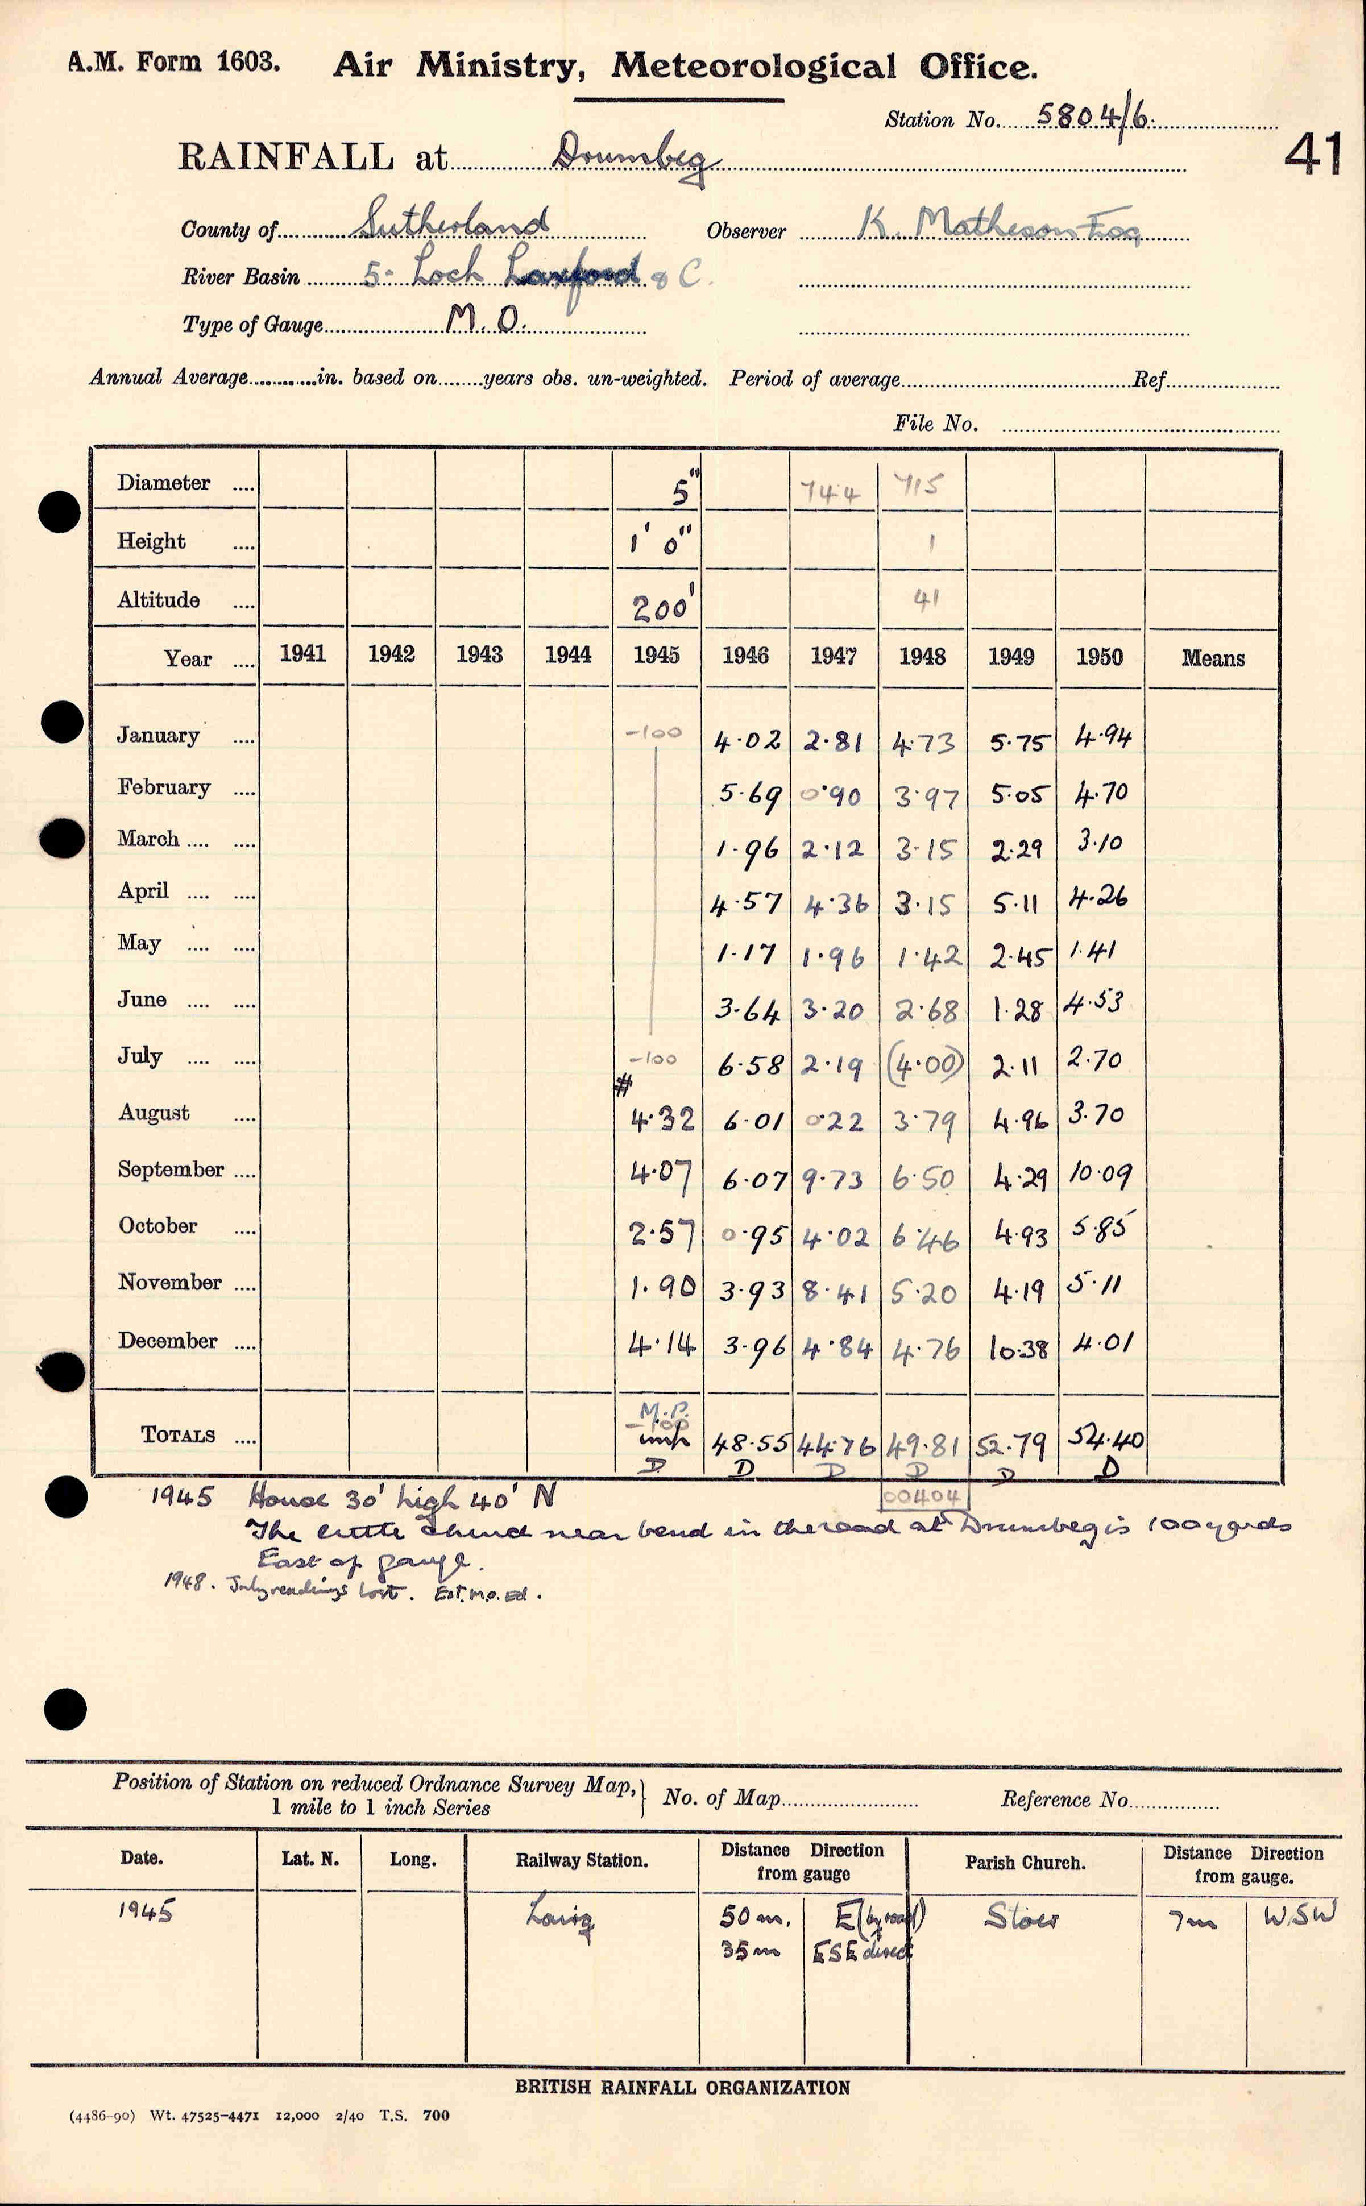 A.M. Form 1603. Air Ministry, Meteorological Office.
Station No. 5804/6.
41
RAINFALL at Drumbeg
County of Sutherland Observer K. Matheson Esq
River Basin 5- Loch Laxford & C.
Type of Gauge M.O.
Annual Average in. based on years obs. un-weighted. Period of average Ref.
File No.
Diameter .... 5" 744 715
Height .... 1' 0" 1
Altitude .... 200' 41
Year .... 1941 1942 1943 1944 1945 1946 1947 1948 1949 1950 Means
January .... -100 4.02 2.81 4.73 5.75 4.94
February .... 5.69 0.90 3.97 5.05 4.70
March .... .... 1.96 2.12 3.15 2.29 3.10
April .... .... 4.57 4.36 3.15 5.11 4.26
May .... .... 1.17 1.96 1.42 2.45 1.41
June .... .... 3.64 3.20 2.68 1.28 4.53
July .... .... -100 6.58 2.19 (4.00) 2.11 2.70
#
August .... 4.32 6.01 0.22 3.79 4.96 3.70
September .... 4.07 6.07 9.73 6.50 4.29 10.09
October .... 2.57 0.95 4.02 6.46 4.93 5.85
November .... 1.90 3.93 8.41 5.20 4.19 5.11
December .... 4.14 3.96 4.84 4.76 10.38 4.01
M.P.
-100
TOTALS .... 48.55 44.76 49.81 52.79 54.40
D D D D D D
00404
1945 House 30' high 40' N
The church near bend in the road at Drumbeg is 100 yards
East of gauge.
1948. July readings lost. Est. M.O. Ed.
Position of Station on reduced Ordnance Survey Map, 1 mile to 1 inch Series } No. of Map Reference No.
Date. Lat. N. Long. Railway Station. Distance Direction from gauge Parish Church. Distance Direction from gauge.
1945 Lairg 50 m. E (by road) Stoer 7m WSW
35m ESE direct
BRITISH RAINFALL ORGANIZATION
(4486-90) Wt. 47525-4471 12,000 2/40 T.S. 700